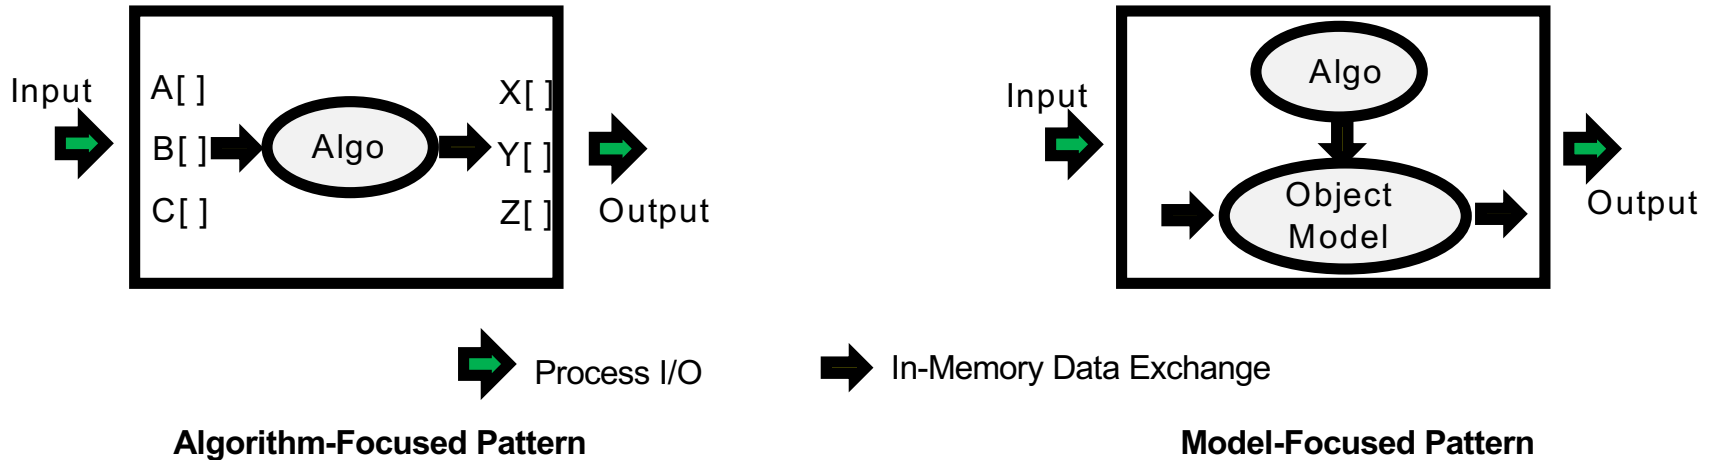 Input
A[ ]
B[ ]
C[ ]
Algo
X[ ]
Y[ ]
Z[ ]
Output
Input
Algo
Object
Model
Output
Process I/O
In-Memory Data Exchange
Algorithm-Focused Pattern
Model-Focused Pattern